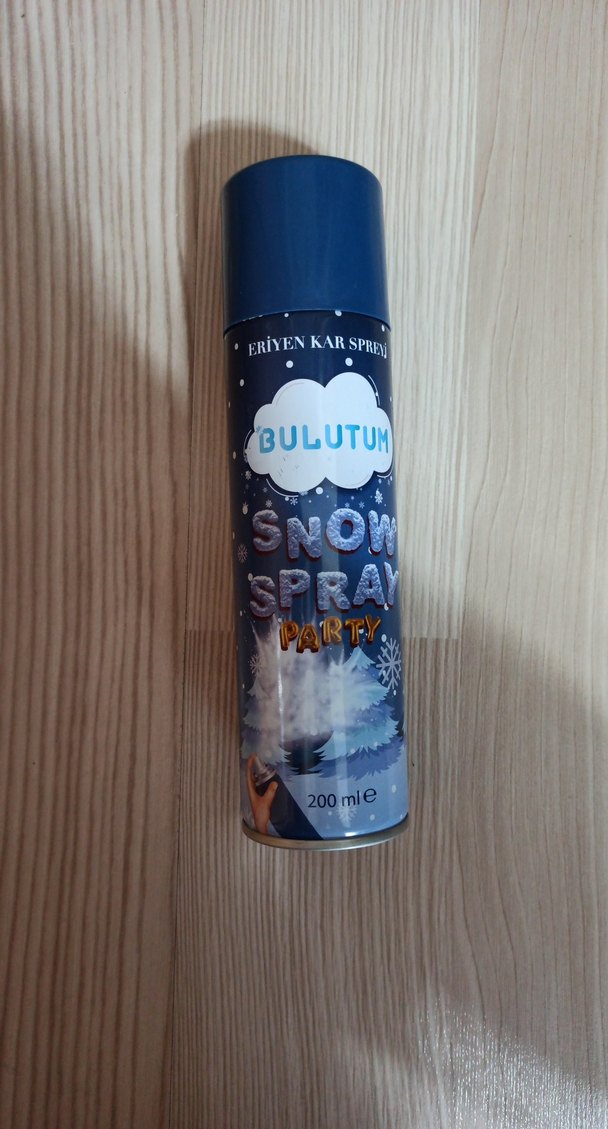 ERİYEN KAR SPREYİ
BULUTUM
SNOW
SPRAY
PARTY
200 ml e